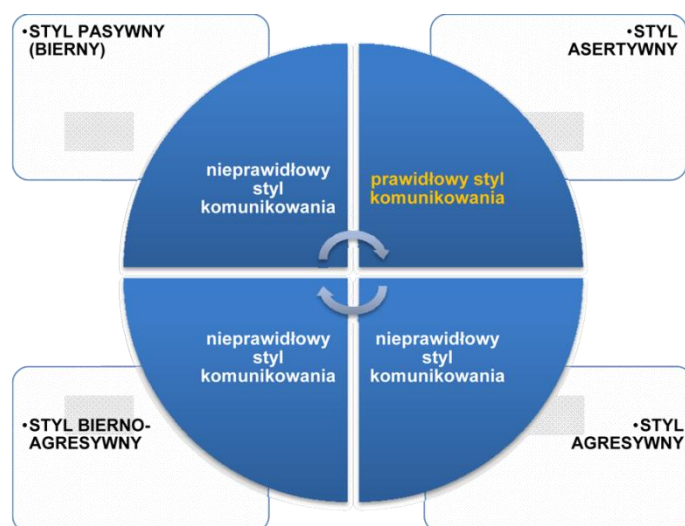 •STYL PASYWNY
(BIERNY)
•STYL
ASERTYWNY
nieprawidłowy
styl
komunikowania
prawidłowy styl
komunikowania
nieprawidłowy
styl
komunikowania
nieprawidłowy
styl
komunikowania
•STYL BIERNO-
AGRESYWNY
•STYL
AGRESYWNY